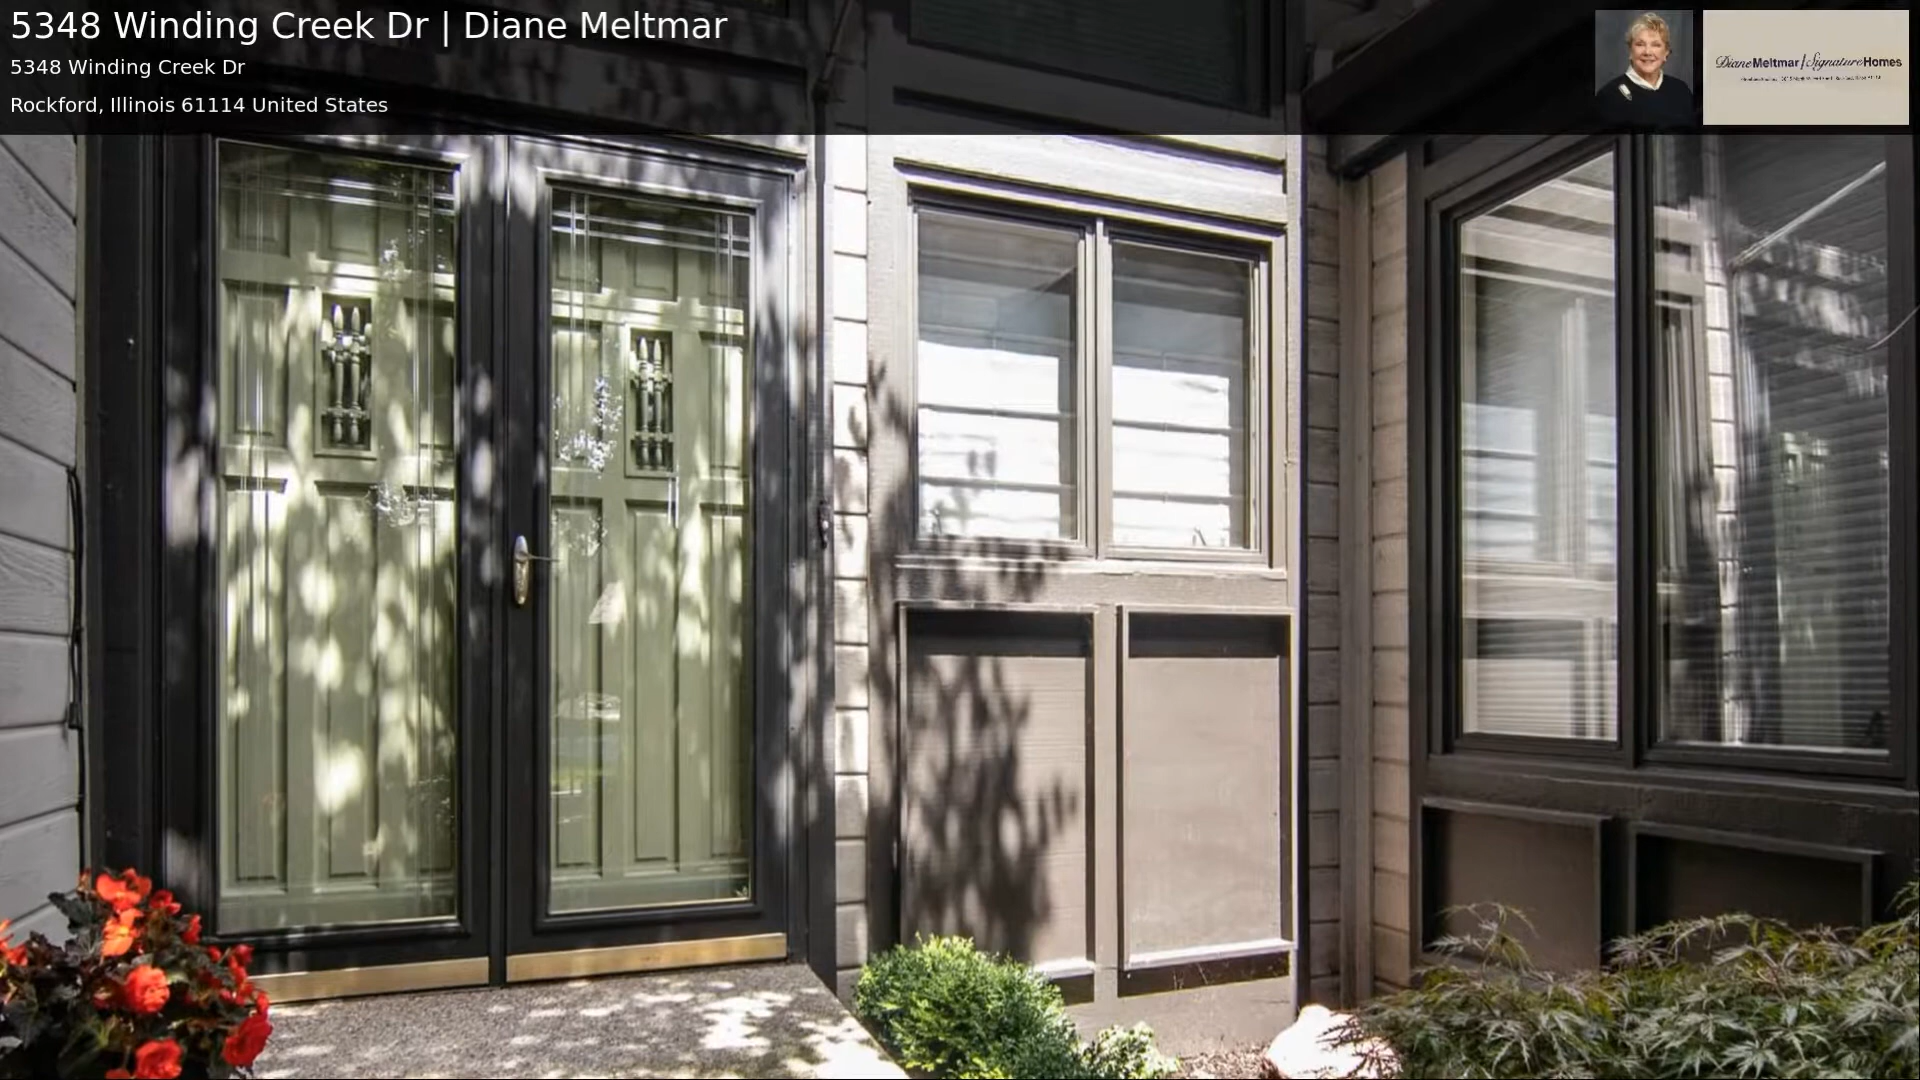 5348 Winding Creek Dr | Diane Meltmar
5348 Winding Creek Dr
Rockford, Illinois 61114 United States
DianeMeltmar/SignatureHomes